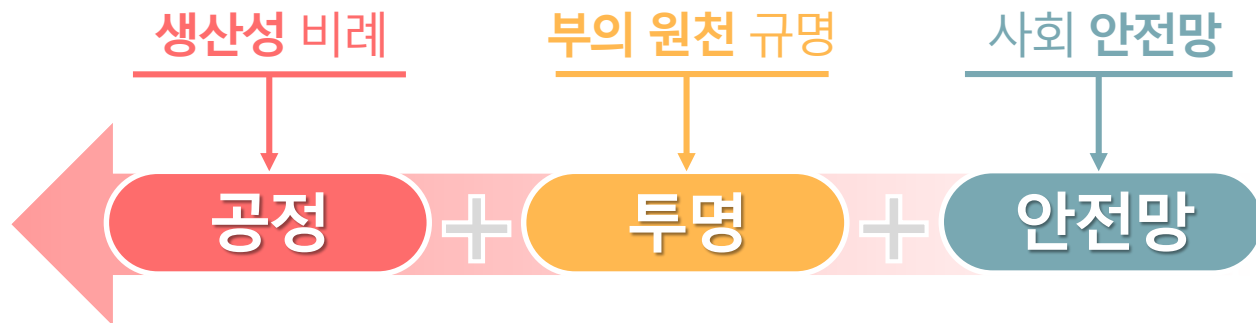 생산성 비례
부의 원천 규명
사회 안전망
공정 + 투명 + 안전망